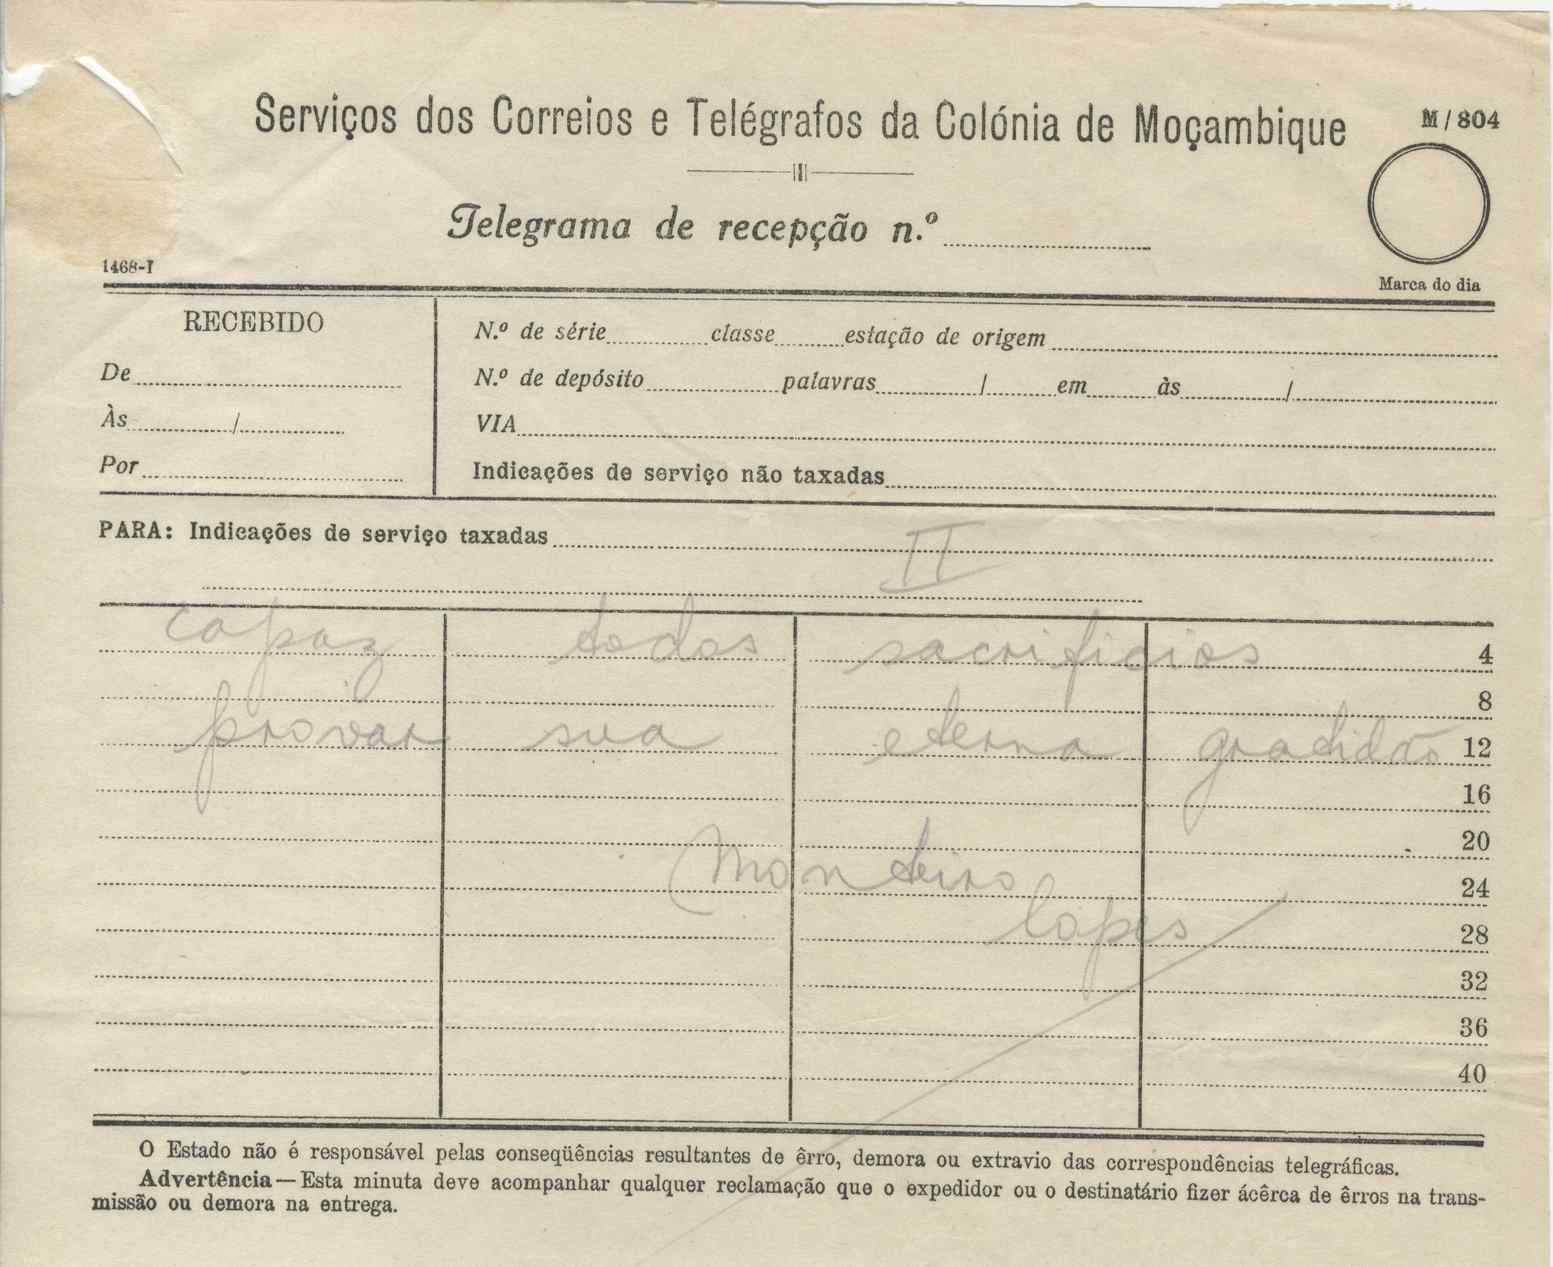 Serviços dos Correios e Telégrafos da Colónia de Moçambique
M/804
Telegrama de recepção n.º
Marca do dia
1468-I
RECEBIDO
De
Às /
Por
N.º de série classe estação de origem
N.º de depósito palavras / em às /
VIA
Indicações de serviço não taxadas
PARA: Indicações de serviço taxadas
II
capaz todos sacrificios 4
8
provar sua eterna gratidão 12
16
20
Monteiro 24
lopes 28
32
36
40
O Estado não é responsável pelas conseqüências resultantes de êrro, demora ou extravio das correspondências telegráficas.
Advertência—Esta minuta deve acompanhar qualquer reclamação que o expedidor ou o destinatário fizer ácêrca de êrros na trans-
missão ou demora na entrega.